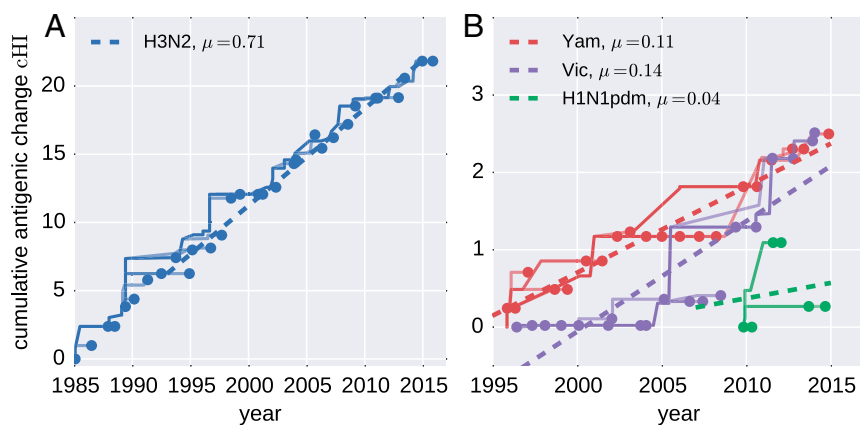 A
H3N2, μ=0.71
cumulative antigenic change cHI
20
15
10
5
0
1985 1990 1995 2000 2005 2010 2015
year
B
Yam, μ=0.11
Vic, μ=0.14
H1N1pdm, μ=0.04
3
2
1
0
1995 2000 2005 2010 2015
year